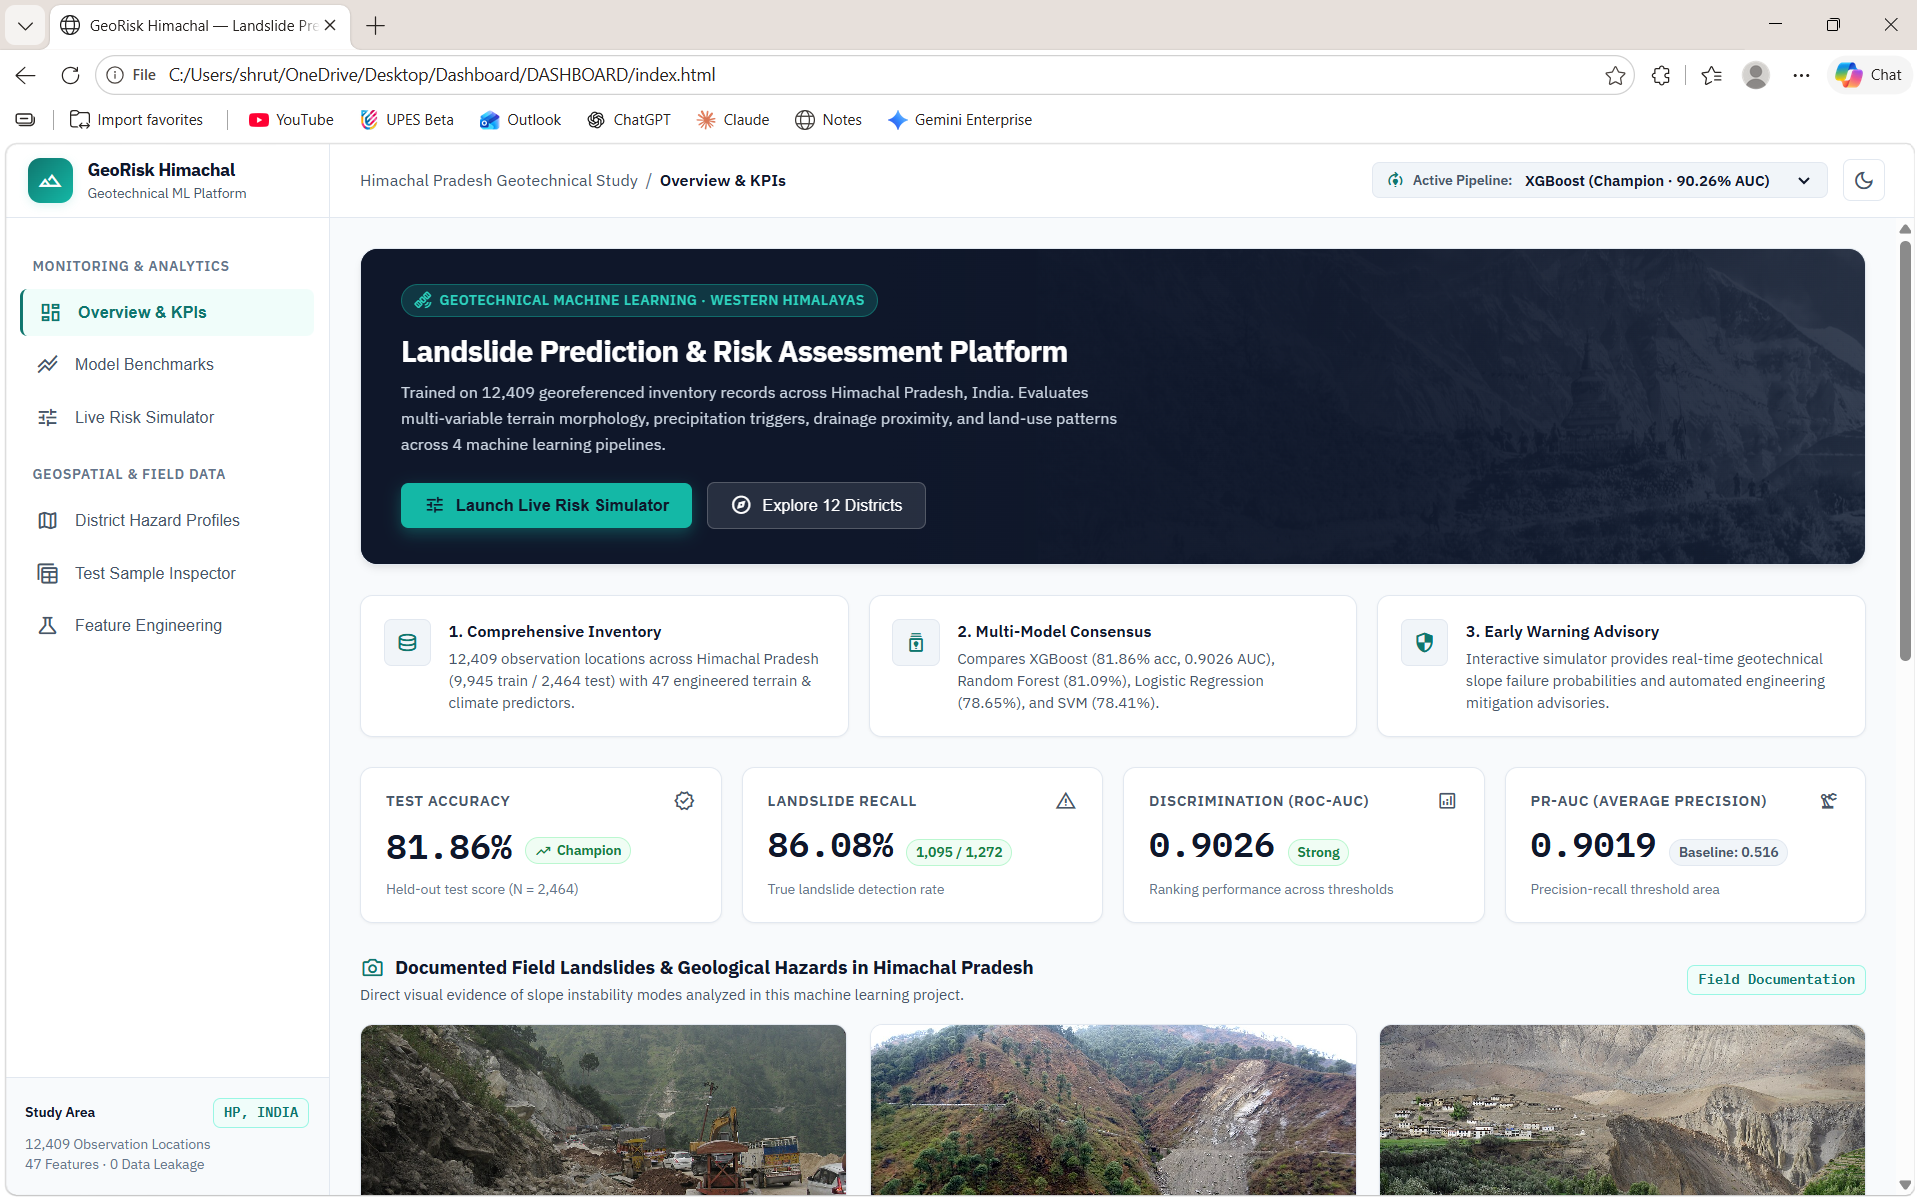 GeoRisk Himachal — Landslide Pre
File C:/Users/shrut/OneDrive/Desktop/Dashboard/DASHBOARD/index.html
Chat
Import favorites
YouTube
UPES Beta
Outlook
ChatGPT
Claude
Notes
Gemini Enterprise
GeoRisk Himachal
Geotechnical ML Platform
Himachal Pradesh Geotechnical Study / Overview & KPIs
Active Pipeline: XGBoost (Champion · 90.26% AUC)
MONITORING & ANALYTICS
Overview & KPIs
Model Benchmarks
Live Risk Simulator
GEOSPATIAL & FIELD DATA
District Hazard Profiles
Test Sample Inspector
Feature Engineering
Study Area
HP, INDIA
12,409 Observation Locations
47 Features · 0 Data Leakage
GEOTECHNICAL MACHINE LEARNING · WESTERN HIMALAYAS
Landslide Prediction & Risk Assessment Platform
Trained on 12,409 georeferenced inventory records across Himachal Pradesh, India. Evaluates
multi-variable terrain morphology, precipitation triggers, drainage proximity, and land-use patterns
across 4 machine learning pipelines.
Launch Live Risk Simulator
Explore 12 Districts
1. Comprehensive Inventory
12,409 observation locations across Himachal Pradesh
(9,945 train / 2,464 test) with 47 engineered terrain &
climate predictors.
2. Multi-Model Consensus
Compares XGBoost (81.86% acc, 0.9026 AUC),
Random Forest (81.09%), Logistic Regression
(78.65%), and SVM (78.41%).
3. Early Warning Advisory
Interactive simulator provides real-time geotechnical
slope failure probabilities and automated engineering
mitigation advisories.
TEST ACCURACY
81.86% Champion
Held-out test score (N = 2,464)
LANDSLIDE RECALL
86.08% 1,095 / 1,272
True landslide detection rate
DISCRIMINATION (ROC-AUC)
0.9026 Strong
Ranking performance across thresholds
PR-AUC (AVERAGE PRECISION)
0.9019 Baseline: 0.516
Precision-recall threshold area
Documented Field Landslides & Geological Hazards in Himachal Pradesh
Direct visual evidence of slope instability modes analyzed in this machine learning project.
Field Documentation